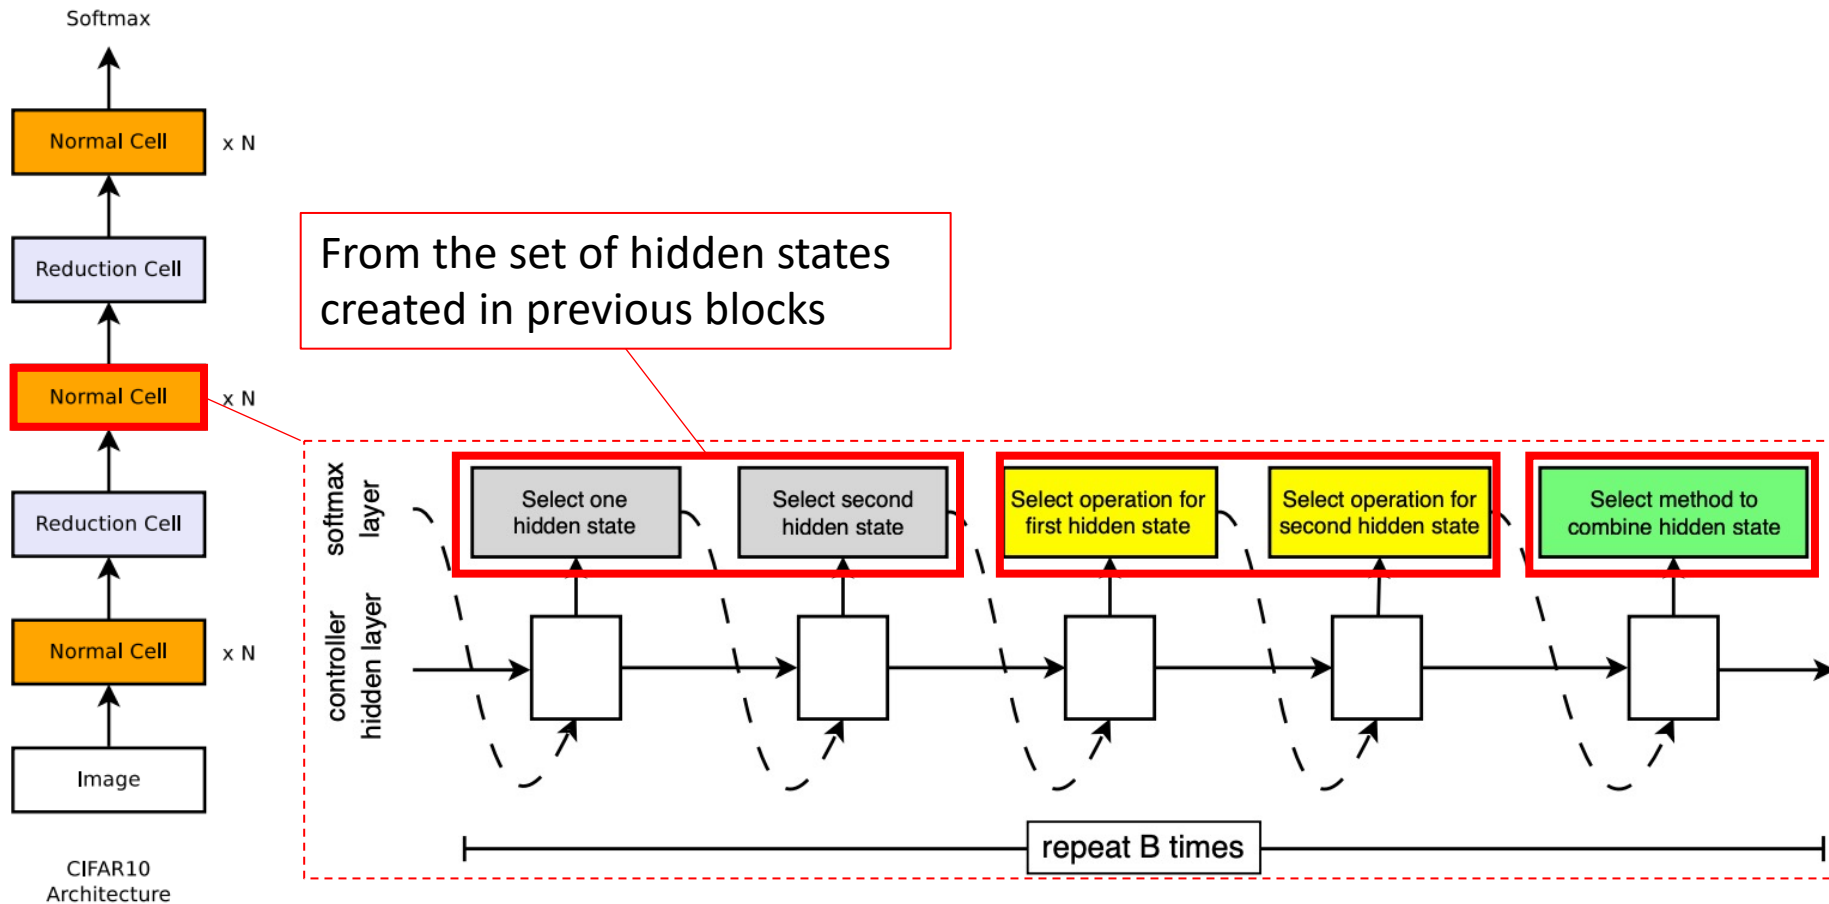 Softmax
Normal Cell
x N
Reduction Cell
Normal Cell
x N
Reduction Cell
Normal Cell
x N
Image
CIFAR10
Architecture
From the set of hidden states
created in previous blocks
softmax
layer
controller
hidden layer
Select one
hidden state
Select second
hidden state
Select operation for
first hidden state
Select operation for
second hidden state
Select method to
combine hidden state
repeat B times